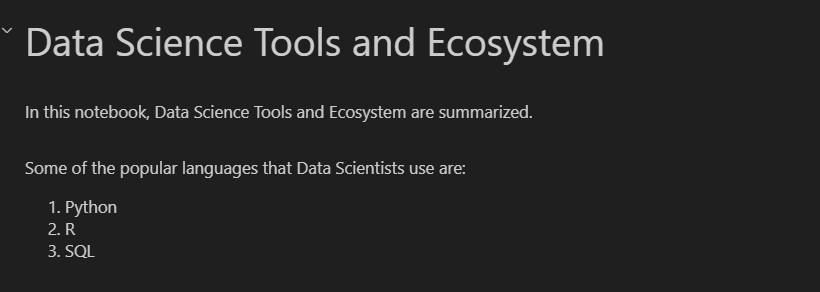 Data Science Tools and Ecosystem
In this notebook, Data Science Tools and Ecosystem are summarized.
Some of the popular languages that Data Scientists use are:
1. Python
2. R
3. SQL